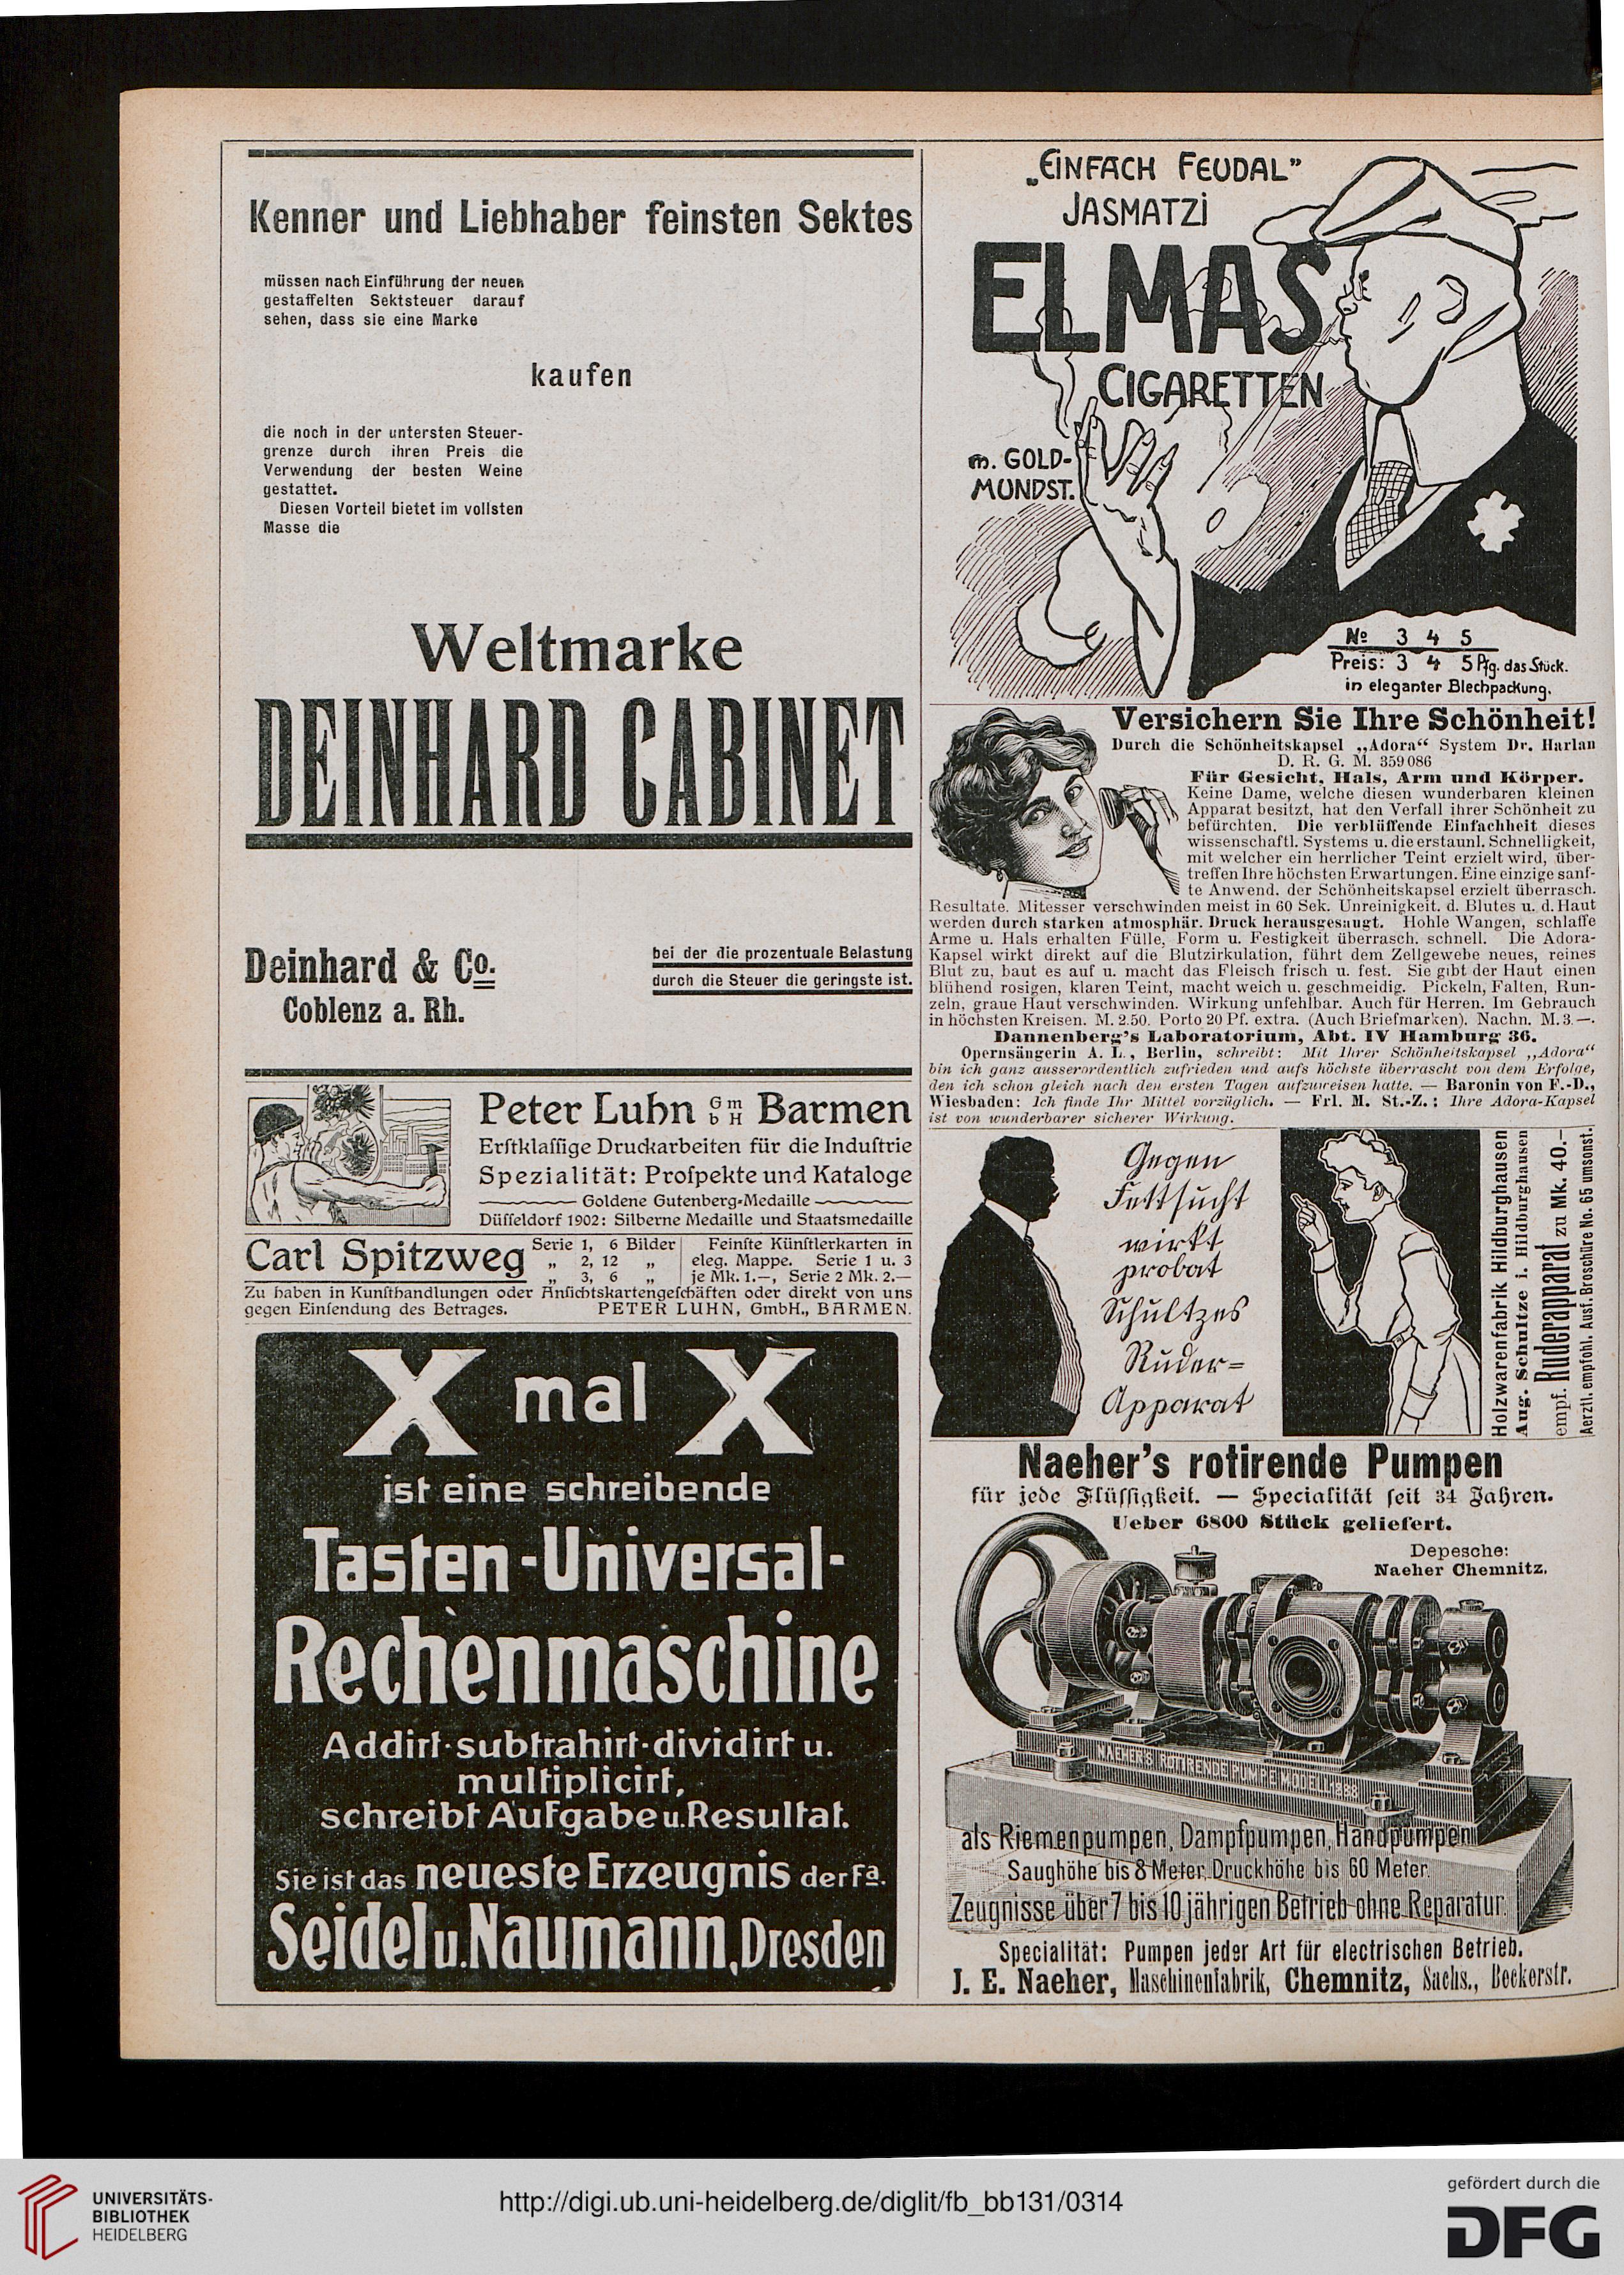 Kenner und Liebhaber feinsten Sektes
müssen nach Einführung der neuen
gestaffelten Sektsteuer darauf
sehen, dass sie eine Marke
kaufen
die noch in der untersten Steuer-
grenze durch ihren Preis die
Verwendung der besten Weine
gestattet.
Diesen Vorteil bietet im vollsten
Masse die
Weltmarke
DEINHARD CABINET
Deinhard & Co.
Coblenz a. Rh.
bei der die prozentuale Belastung
durch die Steuer die geringste ist.
Peter Luhn GmbH Barmen
Erſtklaſſige Druckarbeiten für die Induſtrie
Spezialität: Proſpekte und Kataloge
Goldene Gutenberg-Medaille
Düſſeldorf 1902: Silberne Medaille und Staatsmedaille
Carl Spitzweg
Serie 1, 6 Bilder
„ 2, 12 „
„ 3, 6 „
Feinſte Künſtlerkarten in
eleg. Mappe. Serie 1 u. 3
je Mk. 1.—, Serie 2 Mk. 2.—
Zu haben in Kunſthandlungen oder Anſichtskartengeſchäften oder direkt von uns
gegen Einſendung des Betrages. PETER LUHN, GmbH., BARMEN.
X mal X
ist eine schreibende
Tasten-Universal-
Rechenmaschine
Addirt-subtrahirt-dividirt u.
multiplicirt,
schreibt Aufgabe u. Resultat.
Sie ist das neueste Erzeugnis der Fa.
Seidel u. Naumann, Dresden
„EINFACH FEUDAL"
JASMATZI
ELMAS
CIGARETTEN
m. GOLD-
MUNDST.
No 3 4 5
Preis: 3 4 5 Pfg. das Stück.
in eleganter Blechpackung.
Versichern Sie Ihre Schönheit!
Durch die Schönheitskapsel „Adora“ System Dr. Harlan
D. R. G. M. 359086
Für Gesicht, Hals, Arm und Körper.
Keine Dame, welche diesen wunderbaren kleinen
Apparat besitzt, hat den Verfall ihrer Schönheit zu
befürchten. Die verblüffende Einfachheit dieses
wissenschaftl. Systems u. die erstaunl. Schnelligkeit,
mit welcher ein herrlicher Teint erzielt wird, über-
treffen Ihre höchsten Erwartungen. Eine einzige sanf-
te Anwend. der Schönheitskapsel erzielt überrasch.
Resultate. Mitesser verschwinden meist in 60 Sek. Unreinigkeit. d. Blutes u. d. Haut
werden durch starken atmosphär. Druck herausgesaugt. Hohle Wangen, schlaffe
Arme u. Hals erhalten Fülle, Form u. Festigkeit überrasch. schnell. Die Adora-
Kapsel wirkt direkt auf die Blutzirkulation, führt dem Zellgewebe neues, reines
Blut zu, baut es auf u. macht das Fleisch frisch u. fest. Sie gibt der Haut einen
blühend rosigen, klaren Teint, macht weich u. geschmeidig. Pickeln, Falten, Run-
zeln, graue Haut verschwinden. Wirkung unfehlbar. Auch für Herren. Im Gebrauch
in höchsten Kreisen. M. 2.50. Porto 20 Pf. extra. (Auch Briefmarken). Nachn. M. 3.—.
Dannenberg's Laboratorium, Abt. IV Hamburg 36.
Opernsängerin A. L., Berlin, schreibt: Mit Ihrer Schönheitskapsel „Adora“
bin ich ganz ausserordentlich zufrieden und aufs höchste überrascht von dem Erfolge,
den ich schon gleich nach den ersten Tagen aufzuweisen hatte. — Baronin von F.-D.,
Wiesbaden: Ich finde Ihr Mittel vorzüglich. — Frl. M. St.-Z.: Ihre Adora-Kapsel
ist von wunderbarer sicherer Wirkung.
Gegen
Fettsucht
wirkt
probat
Schultzes
Ruder-
Apparat
Holzwarenfabrik Hildburghausen
Aug. Schultze i. Hildburghausen
empf. Ruderapparat zu Mk. 40.—
Aerztl. empfohl. Ausf. Broschüre No. 65 umsonst.
Naeher's rotirende Pumpen
für jede Flüſſigkeit. — Specialität ſeit 34 Jahren.
Ueber 6800 Stück geliefert.
Depesche:
Naeher Chemnitz.
NAEHER'S ROTIRENDE PUMPE MODELL 1888
als Riemenpumpen, Dampfpumpen, Handpumpen
Saughöhe bis 8 Meter, Druckhöhe bis 60 Meter.
Zeugnisse über 7 bis 10 jährigen Betrieb ohne Reparatur.
Specialität: Pumpen jeder Art für electrischen Betrieb.
J. E. Naeher, Maschinenfabrik, Chemnitz, Sachs., Beckerstr.
UNIVERSITÄTS-
BIBLIOTHEK
HEIDELBERG
http://digi.ub.uni-heidelberg.de/diglit/fb_bb131/0314
gefördert durch die
DFG